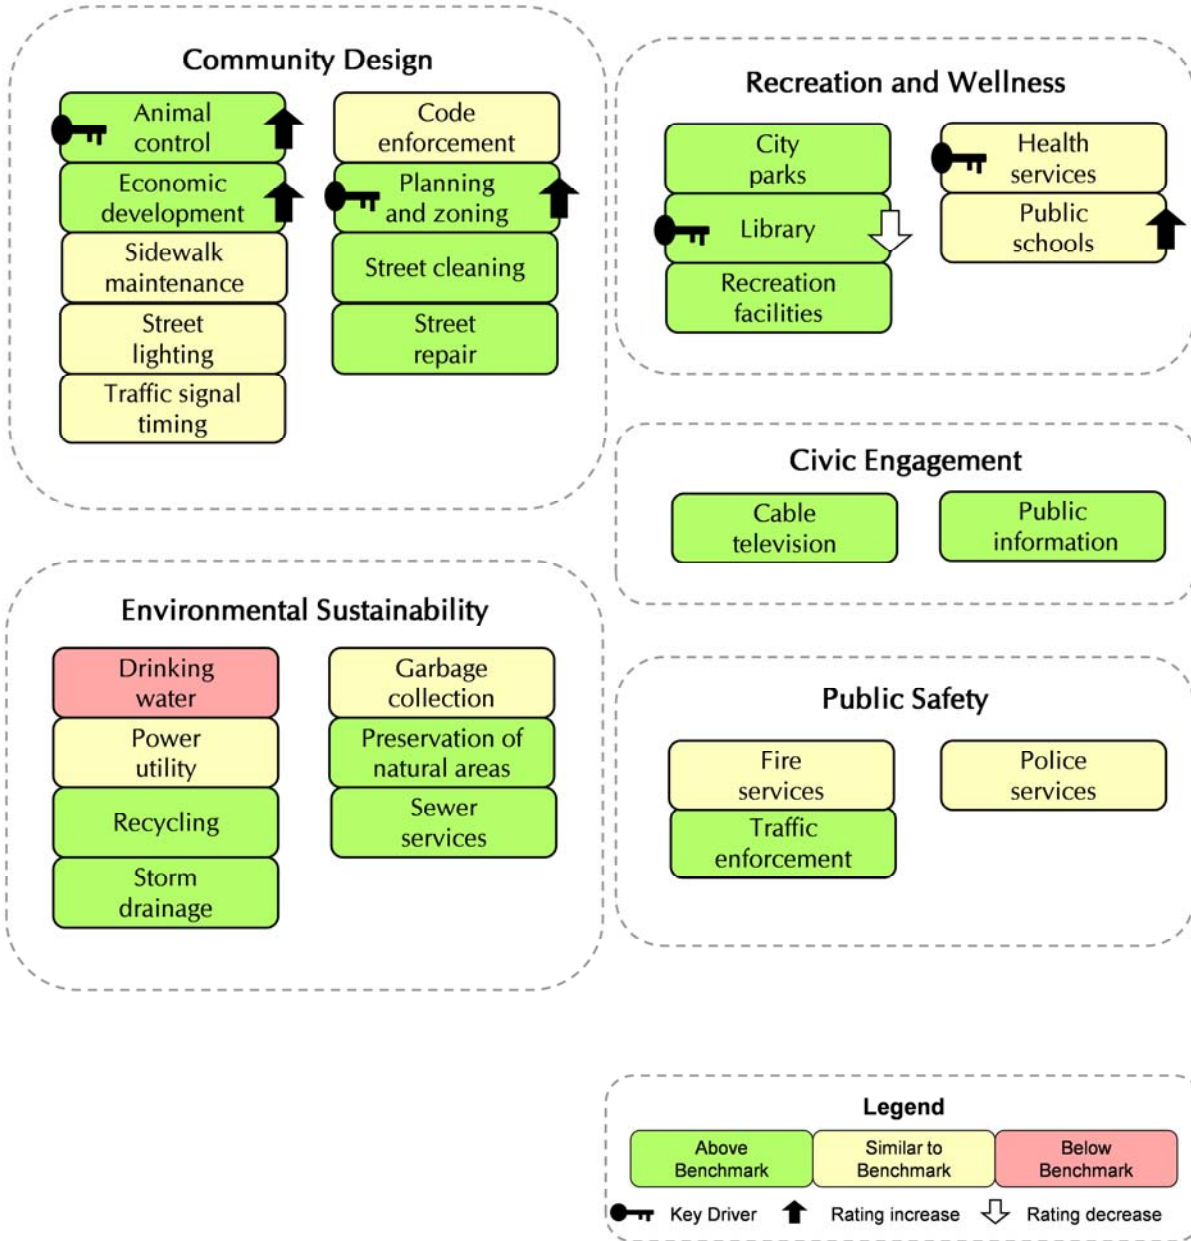 Community Design
Animal
control
Economic
development
Sidewalk
maintenance
Street
lighting
Traffic signal
timing
Code
enforcement
Planning
and zoning
Street cleaning
Street
repair
Recreation and Wellness
City
parks
Library
Recreation
facilities
Health
services
Public
schools
Civic Engagement
Cable
television
Public
information
Environmental Sustainability
Drinking
water
Power
utility
Recycling
Storm
drainage
Garbage
collection
Preservation of
natural areas
Sewer
services
Public Safety
Fire
services
Traffic
enforcement
Police
services
Legend
Above
Benchmark
Similar to
Benchmark
Below
Benchmark
Key Driver
Rating increase
Rating decrease